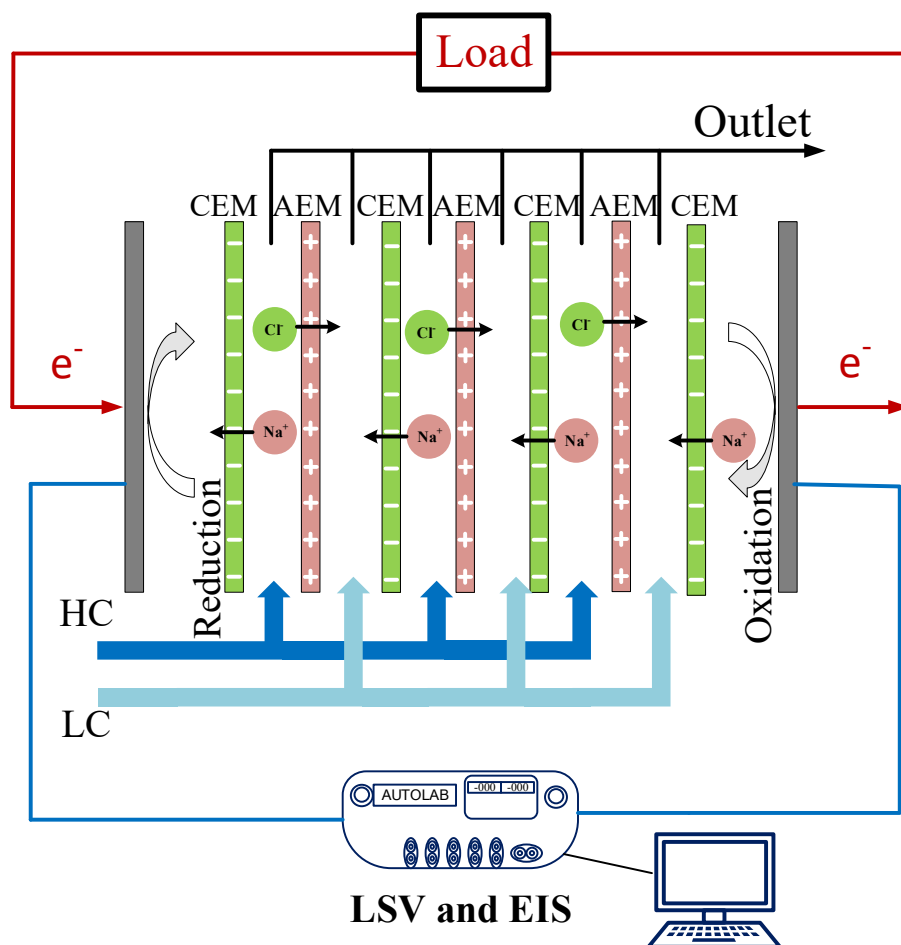 Load
Outlet
CEM AEM CEM AEM CEM AEM CEM
Cl⁻ Cl⁻ Cl⁻
e⁻ e⁻
Na⁺ Na⁺ Na⁺ Na⁺
Reduction
Oxidation
HC
LC
AUTOLAB -000 -000
LSV and EIS